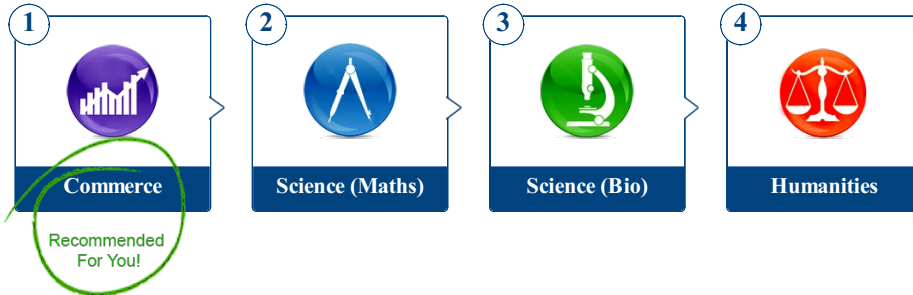 1
2
3
4
Commerce
Science (Maths)
Science (Bio)
Humanities
Recommended
For You!